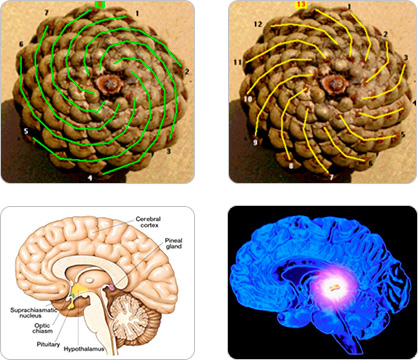 8
1
7
6
2
5
3
4
13
1
12
2
11
3
10
4
9
5
8
6
7
Cerebral
cortex
Pineal
gland
Suprachiasmatic
nucleus
Optic
chiasm
Pituitary
Hypothalamus